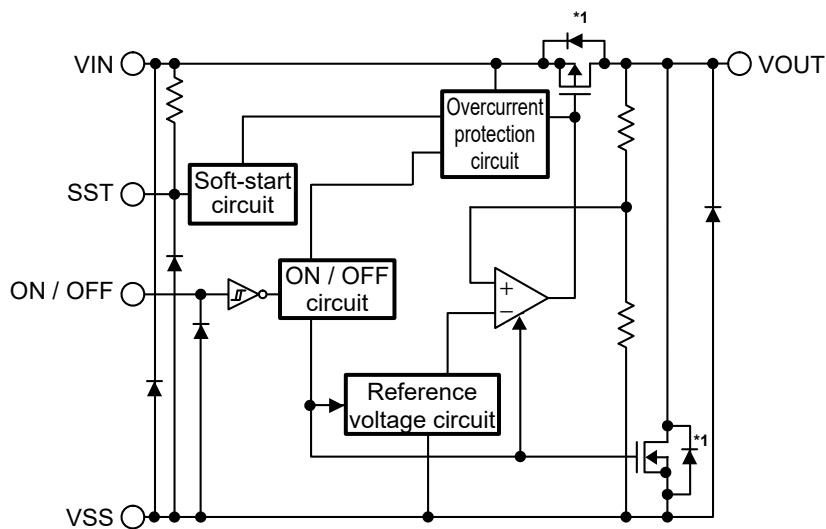 *1
VIN
VOUT
Overcurrent
protection
circuit
SST
Soft-start
circuit
ON / OFF
ON / OFF
circuit
+
−
Reference
voltage circuit
*1
VSS